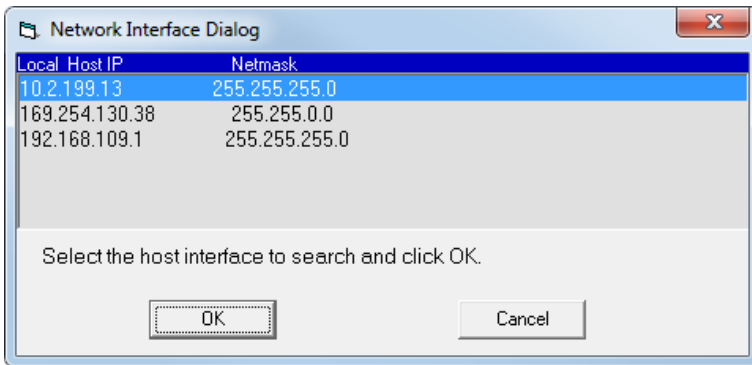 Network Interface Dialog
Local Host IP Netmask
10.2.199.13 255.255.255.0
169.254.130.38 255.255.0.0
192.168.109.1 255.255.255.0
Select the host interface to search and click OK.
OK Cancel